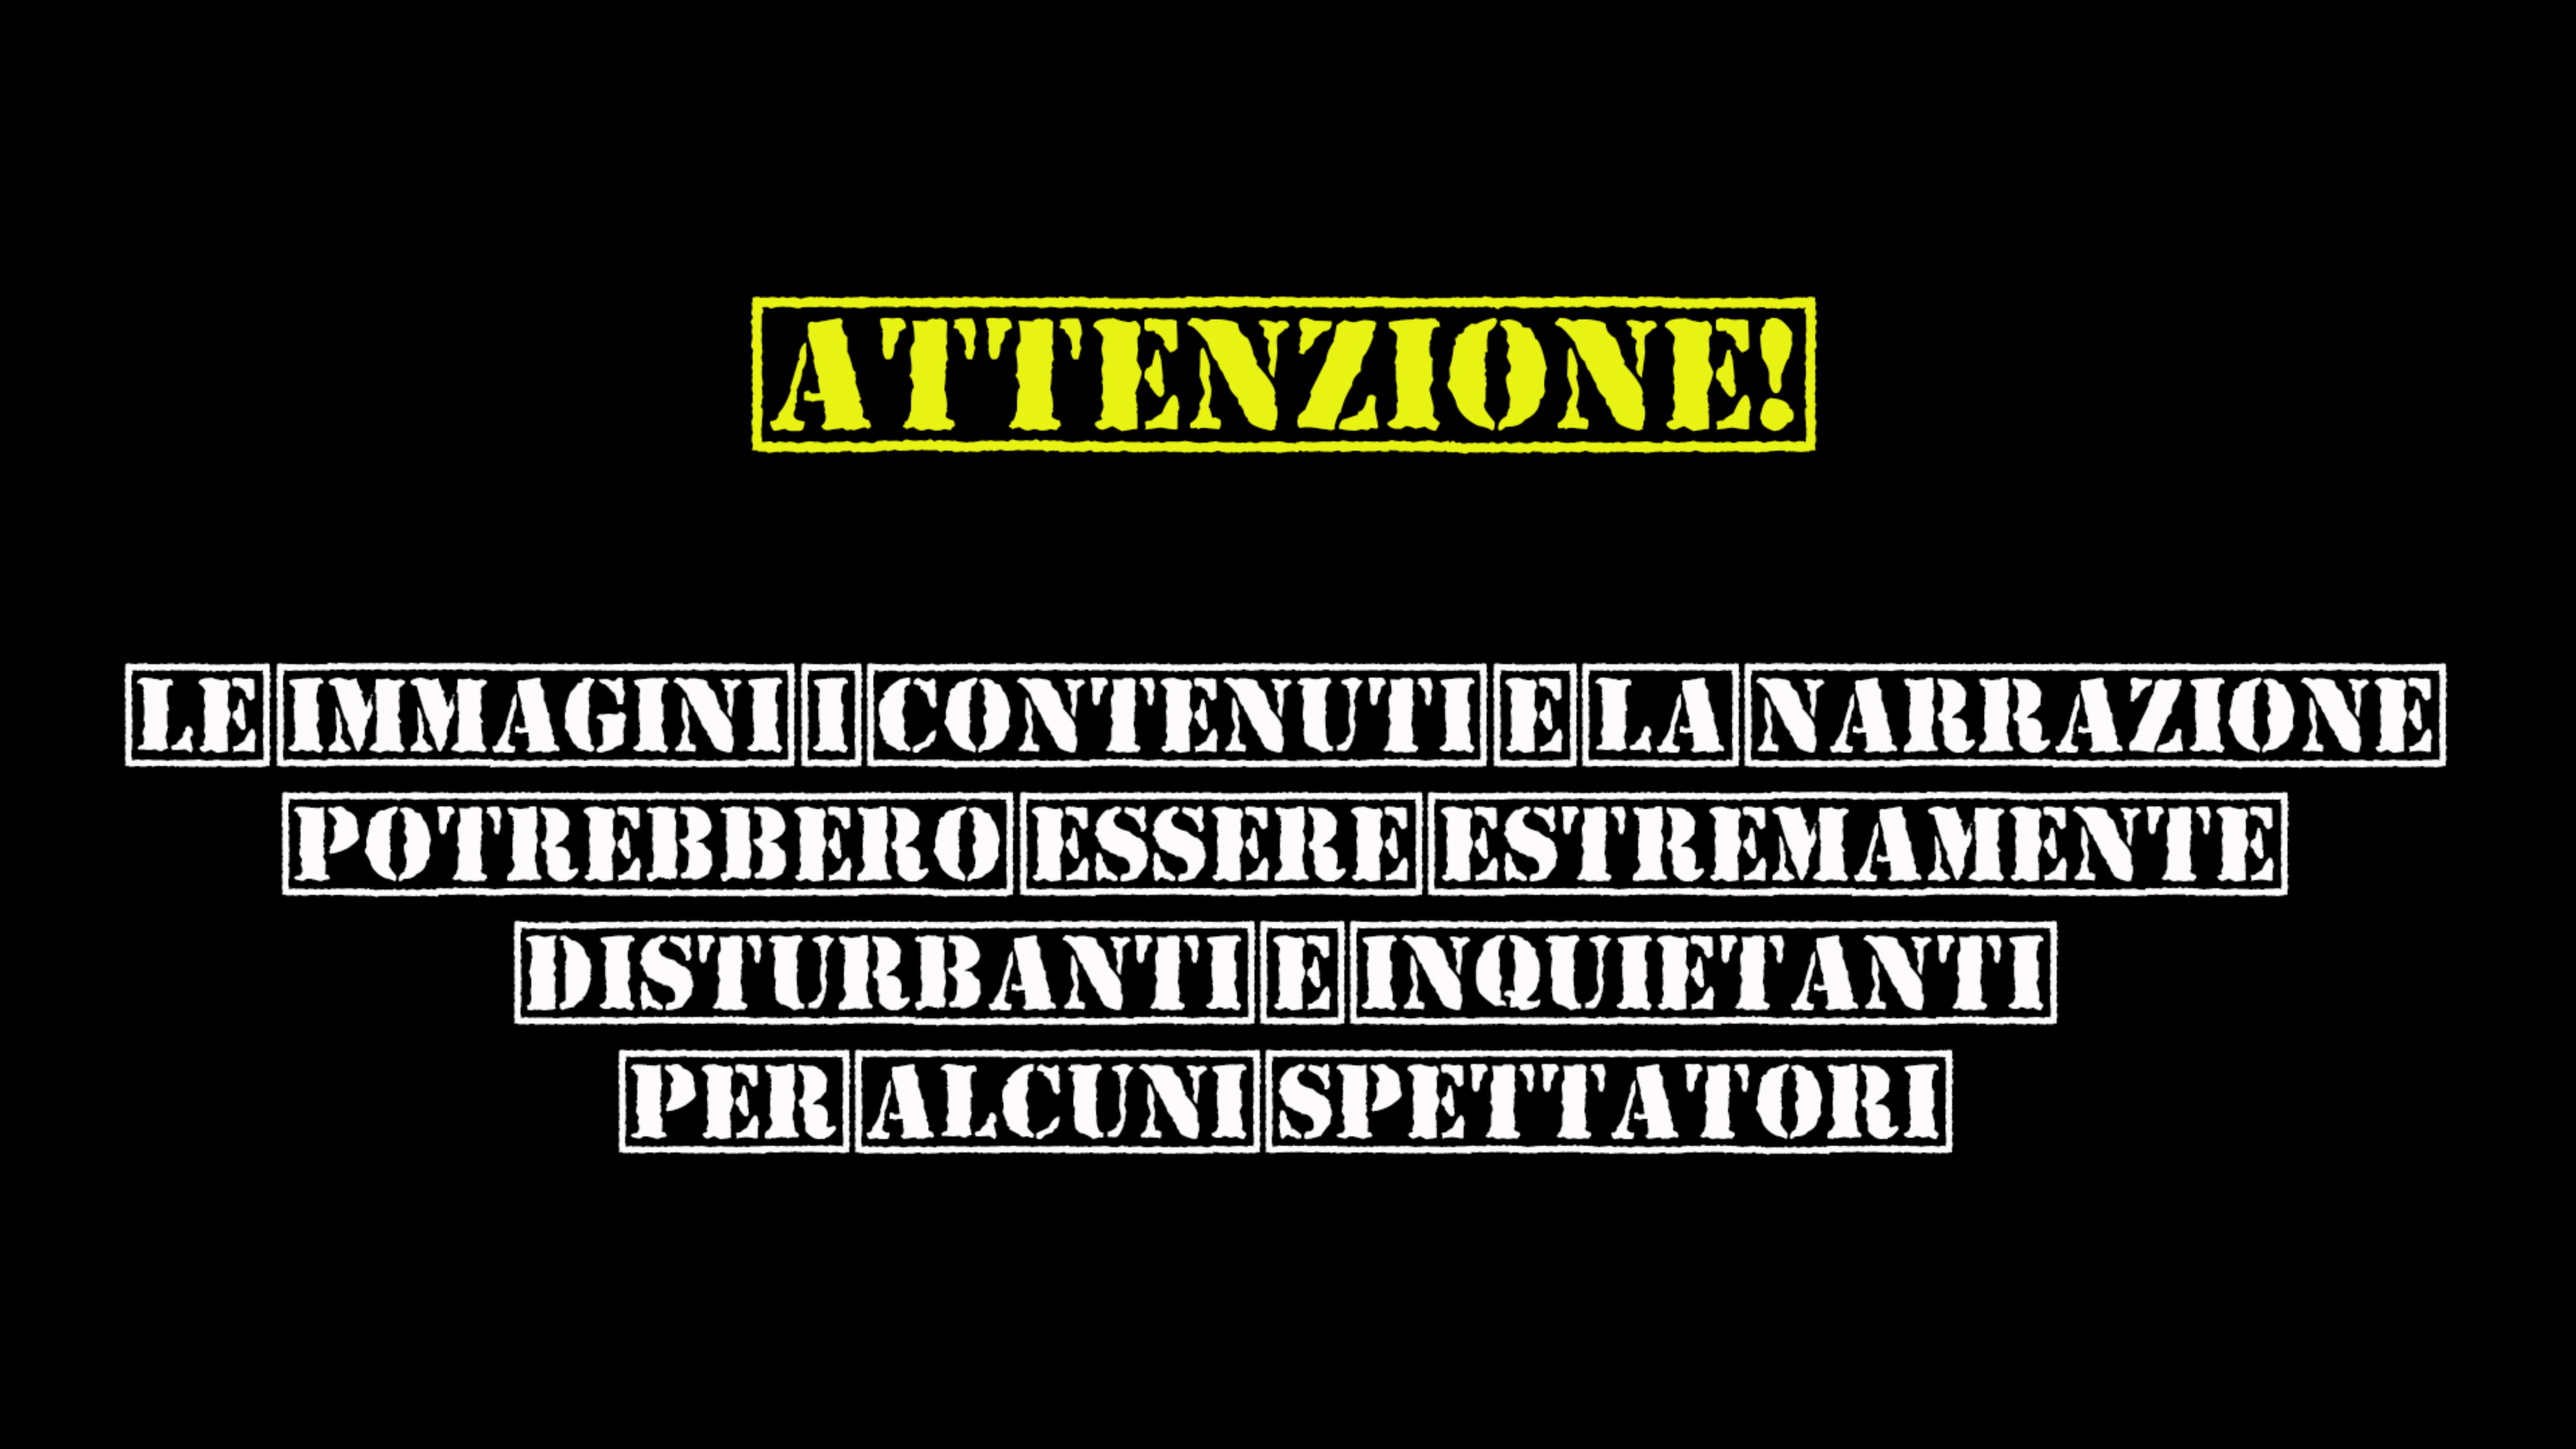 ATTENZIONE!
LE IMMAGINI I CONTENUTI E LA NARRAZIONE
POTREBBERO ESSERE ESTREMAMENTE
DISTURBANTI E INQUIETANTI
PER ALCUNI SPETTATORI